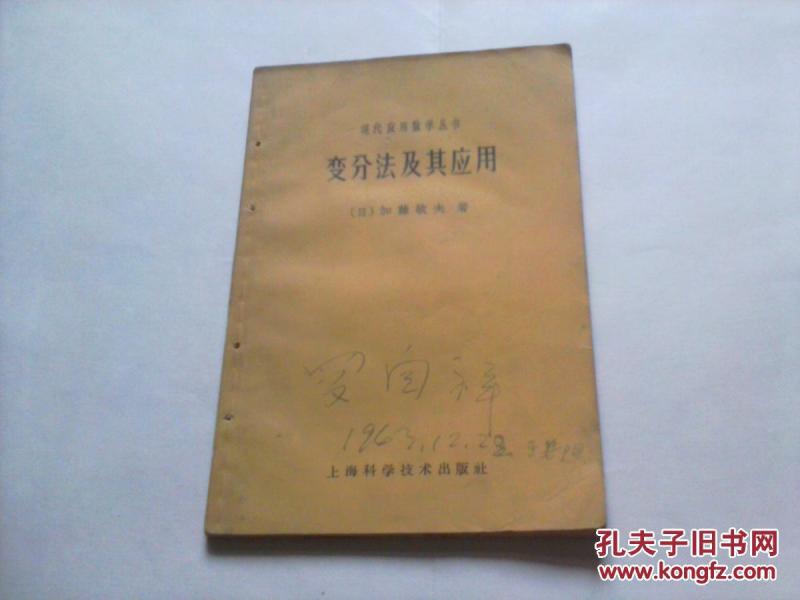 现代应用数学丛书
变分法及其应用
〔日〕加藤敏夫 著
1963.12.2
上海科学技术出版社
孔夫子旧书网
www.kongfz.com